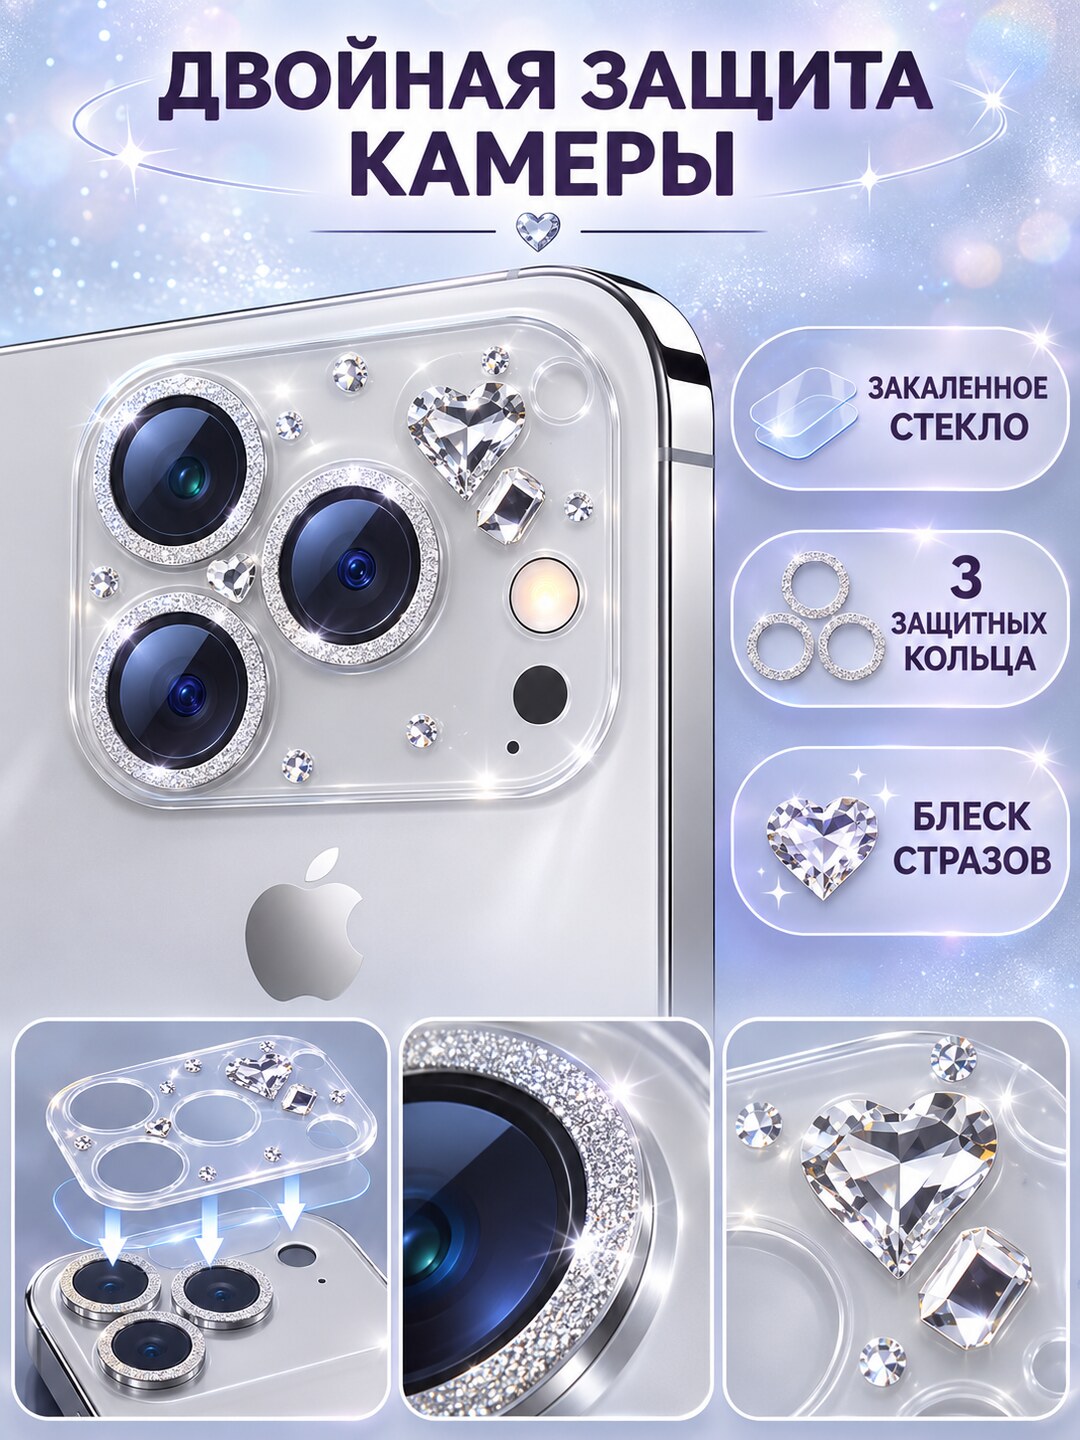 ДВОЙНАЯ ЗАЩИТА
КАМЕРЫ
ЗАКАЛЕННОЕ
СТЕКЛО
3
ЗАЩИТНЫХ
КОЛЬЦА
БЛЕСК
СТРАЗОВ